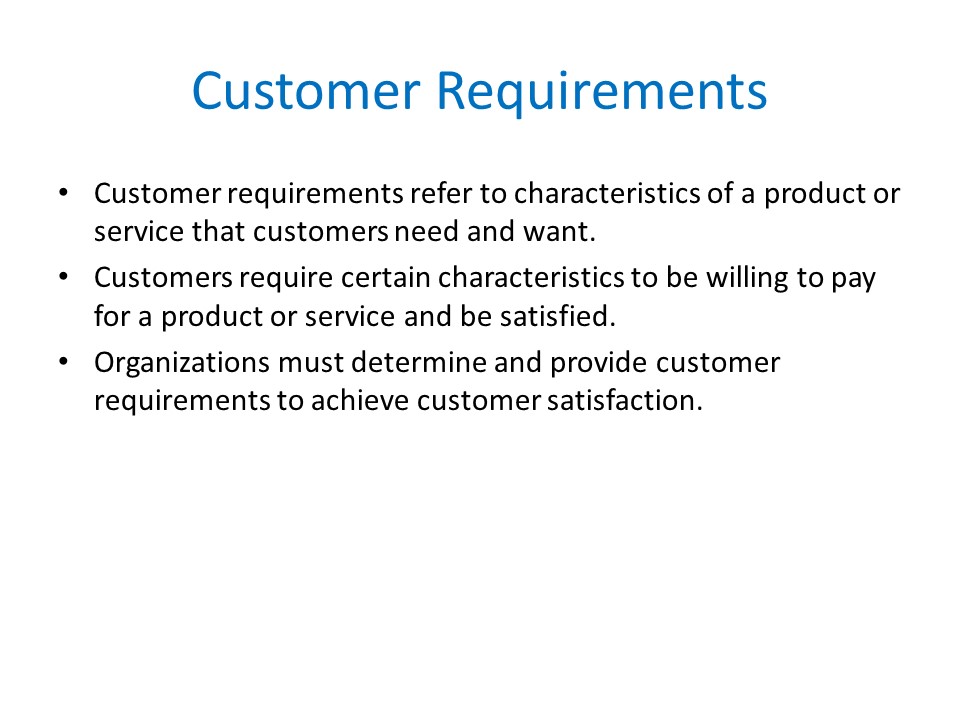 Customer Requirements
• Customer requirements refer to characteristics of a product or
service that customers need and want.
• Customers require certain characteristics to be willing to pay
for a product or service and be satisfied.
• Organizations must determine and provide customer
requirements to achieve customer satisfaction.